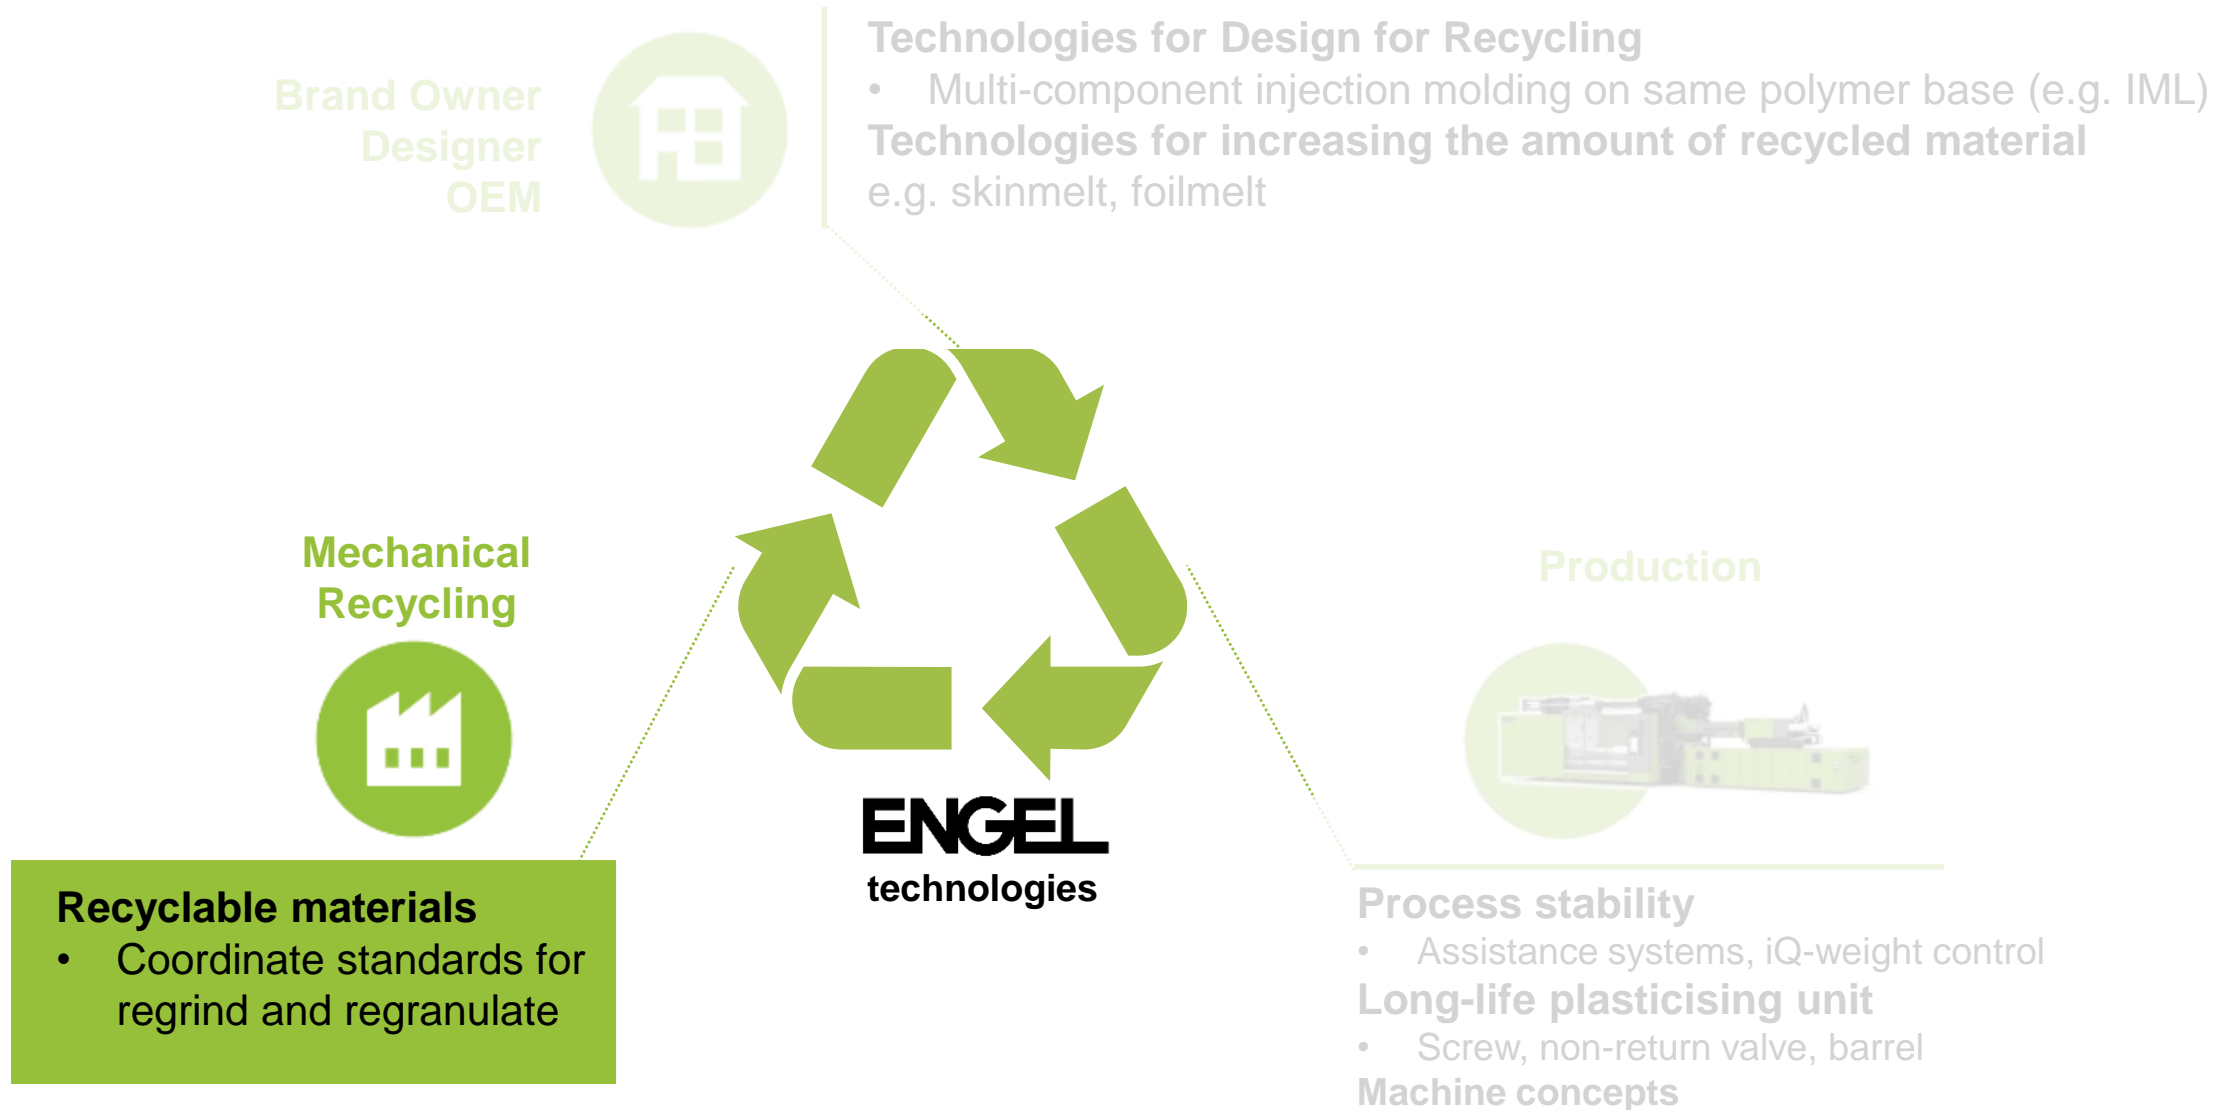 Brand Owner
Designer
OEM
Technologies for Design for Recycling
• Multi-component injection molding on same polymer base (e.g. IML)
Technologies for increasing the amount of recycled material
e.g. skinmelt, foilmelt
Mechanical
Recycling
Recyclable materials
• Coordinate standards for
regrind and regranulate
ENGEL
technologies
Production
Process stability
• Assistance systems, iQ-weight control
Long-life plasticising unit
• Screw, non-return valve, barrel
Machine concepts